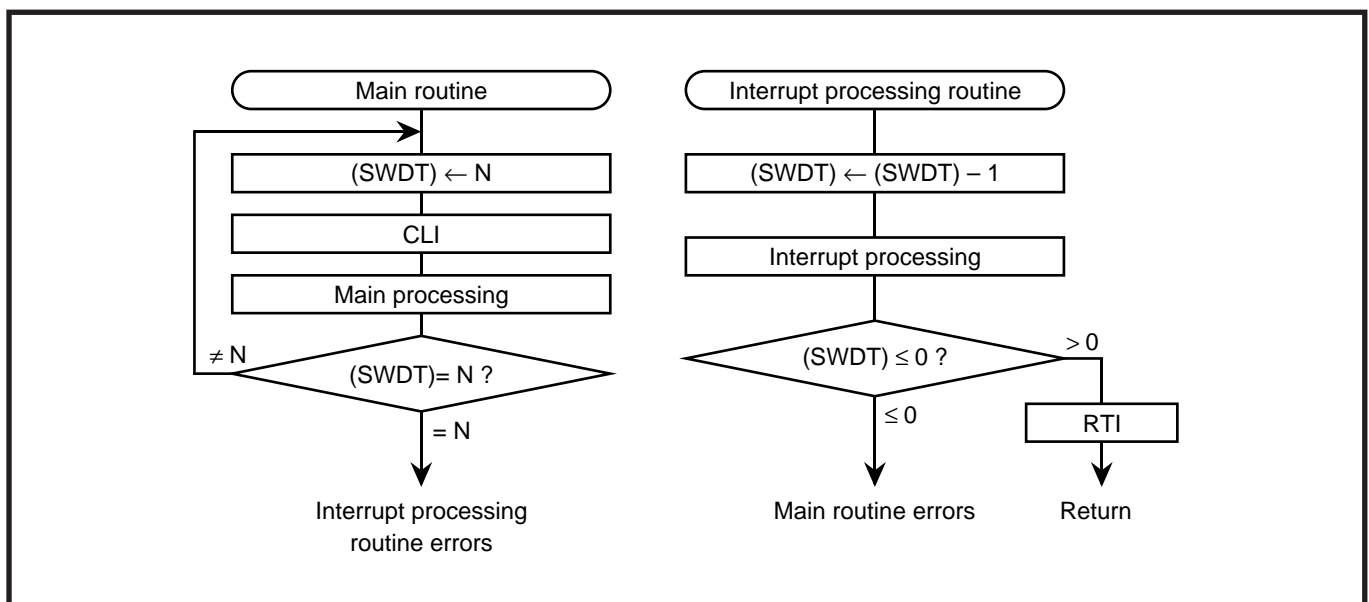 Main routine
(SWDT) ← N
CLI
Main processing
≠ N
(SWDT)= N ?
= N
Interrupt processing
routine errors
Interrupt processing routine
(SWDT) ← (SWDT) – 1
Interrupt processing
> 0
(SWDT) ≤ 0 ?
≤ 0
RTI
Main routine errors
Return